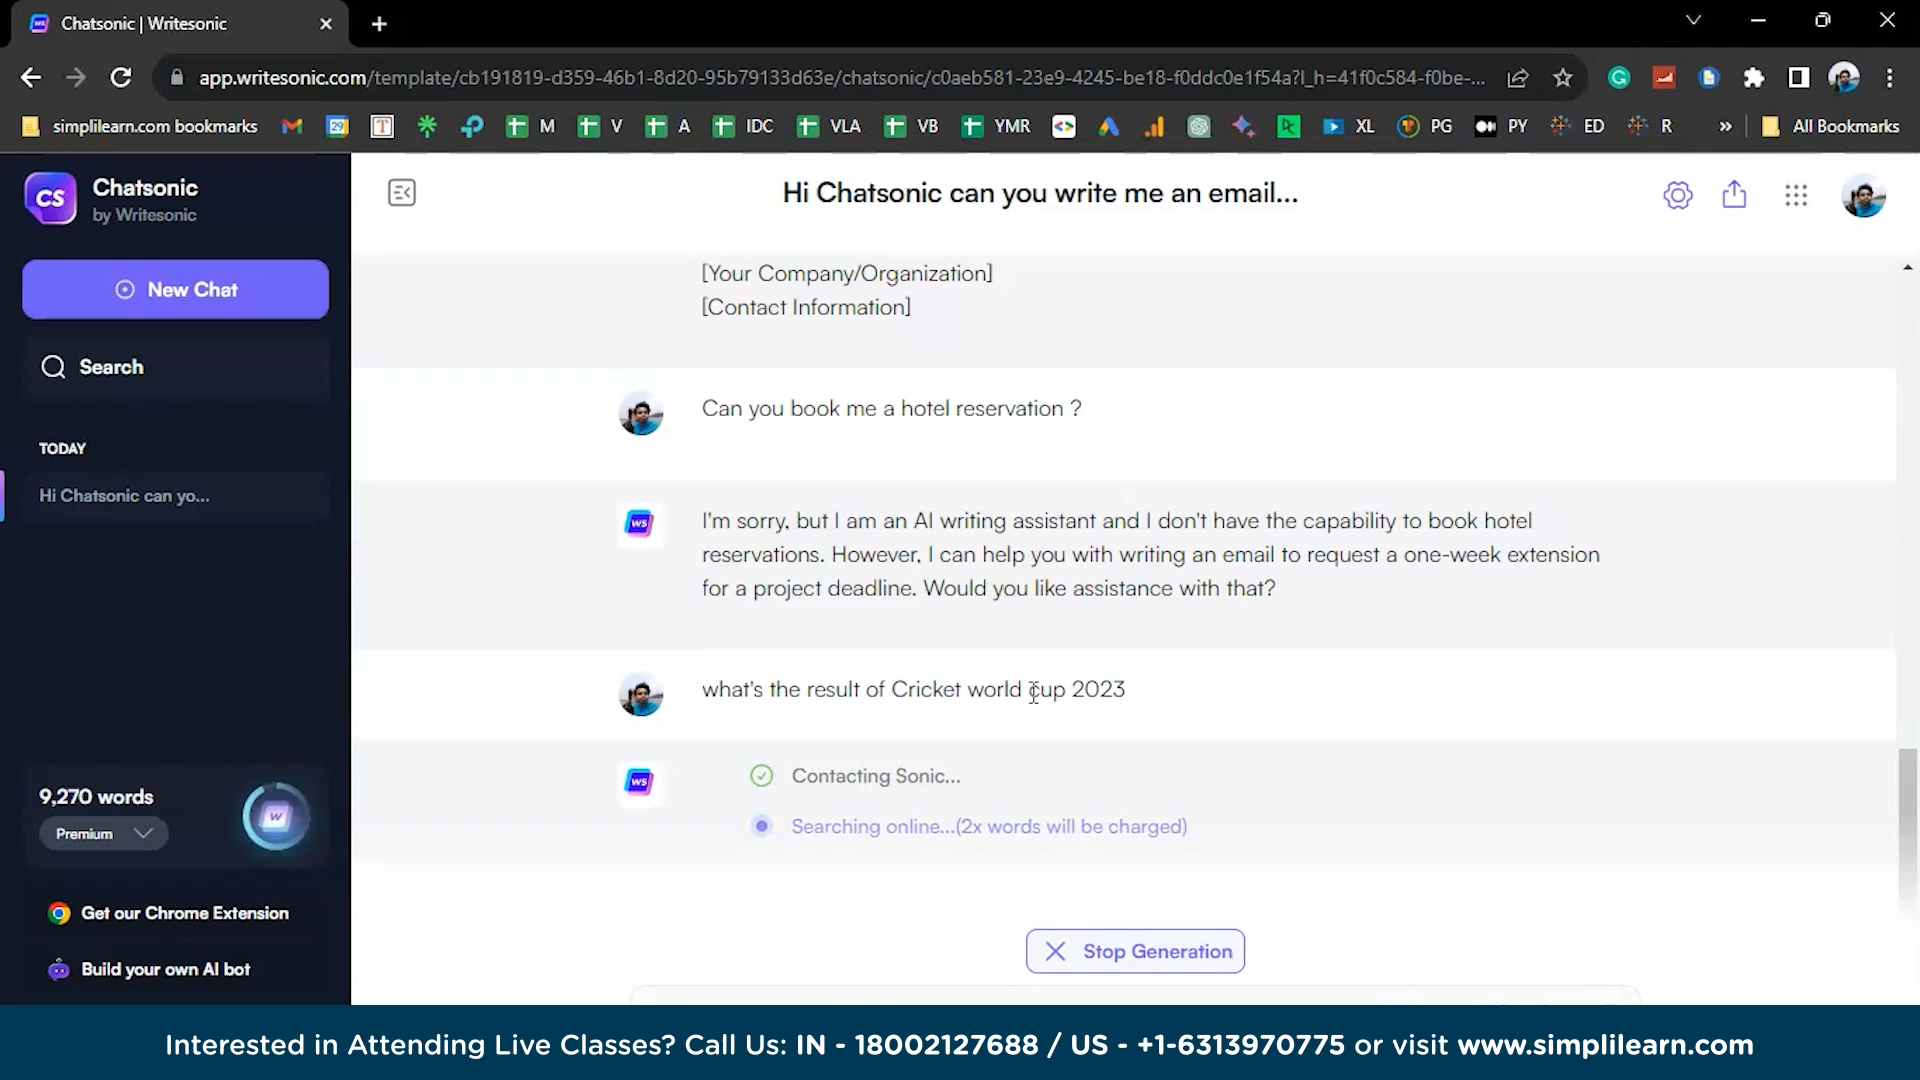 Chatsonic | Writesonic
app.writesonic.com/template/cb191819-d359-46b1-8d20-95b79133d63e/chatsonic/c0aeb581-23e9-4245-be18-f0ddc0e1f54a?l_h=41f0c584-f0be-...
simplilearn.com bookmarks
29
T
M
V
A
IDC
VLA
VB
YMR
XL
PG
PY
ED
R
»
All Bookmarks
CS
Chatsonic
by Writesonic
Hi Chatsonic can you write me an email...
New Chat
Search
TODAY
Hi Chatsonic can yo...
9,270 words
Premium
W
Get our Chrome Extension
Build your own AI bot
[Your Company/Organization]
[Contact Information]
Can you book me a hotel reservation ?
WS
I'm sorry, but I am an AI writing assistant and I don't have the capability to book hotel
reservations. However, I can help you with writing an email to request a one-week extension
for a project deadline. Would you like assistance with that?
what's the result of Cricket world cup 2023
WS
Contacting Sonic...
Searching online...(2x words will be charged)
Stop Generation
Interested in Attending Live Classes? Call Us: IN - 18002127688 / US - +1-6313970775 or visit www.simplilearn.com